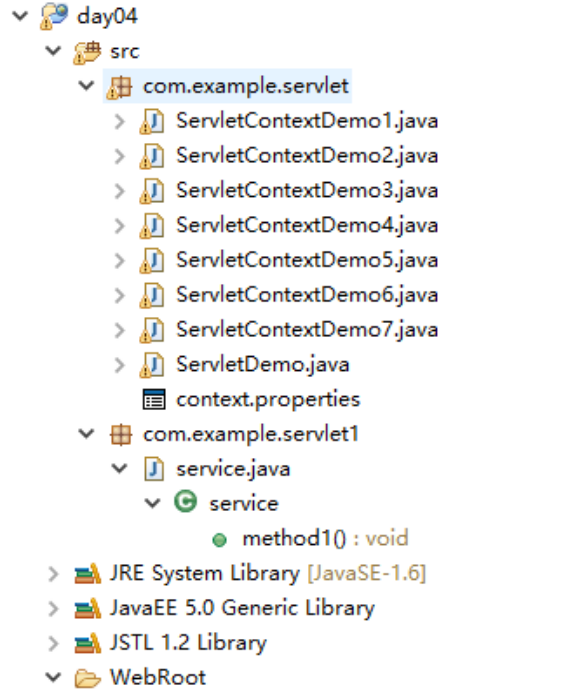 day04
src
com.example.servlet
ServletContextDemo1.java
ServletContextDemo2.java
ServletContextDemo3.java
ServletContextDemo4.java
ServletContextDemo5.java
ServletContextDemo6.java
ServletContextDemo7.java
ServletDemo.java
context.properties
com.example.servlet1
service.java
service
method1() : void
JRE System Library [JavaSE-1.6]
JavaEE 5.0 Generic Library
JSTL 1.2 Library
WebRoot